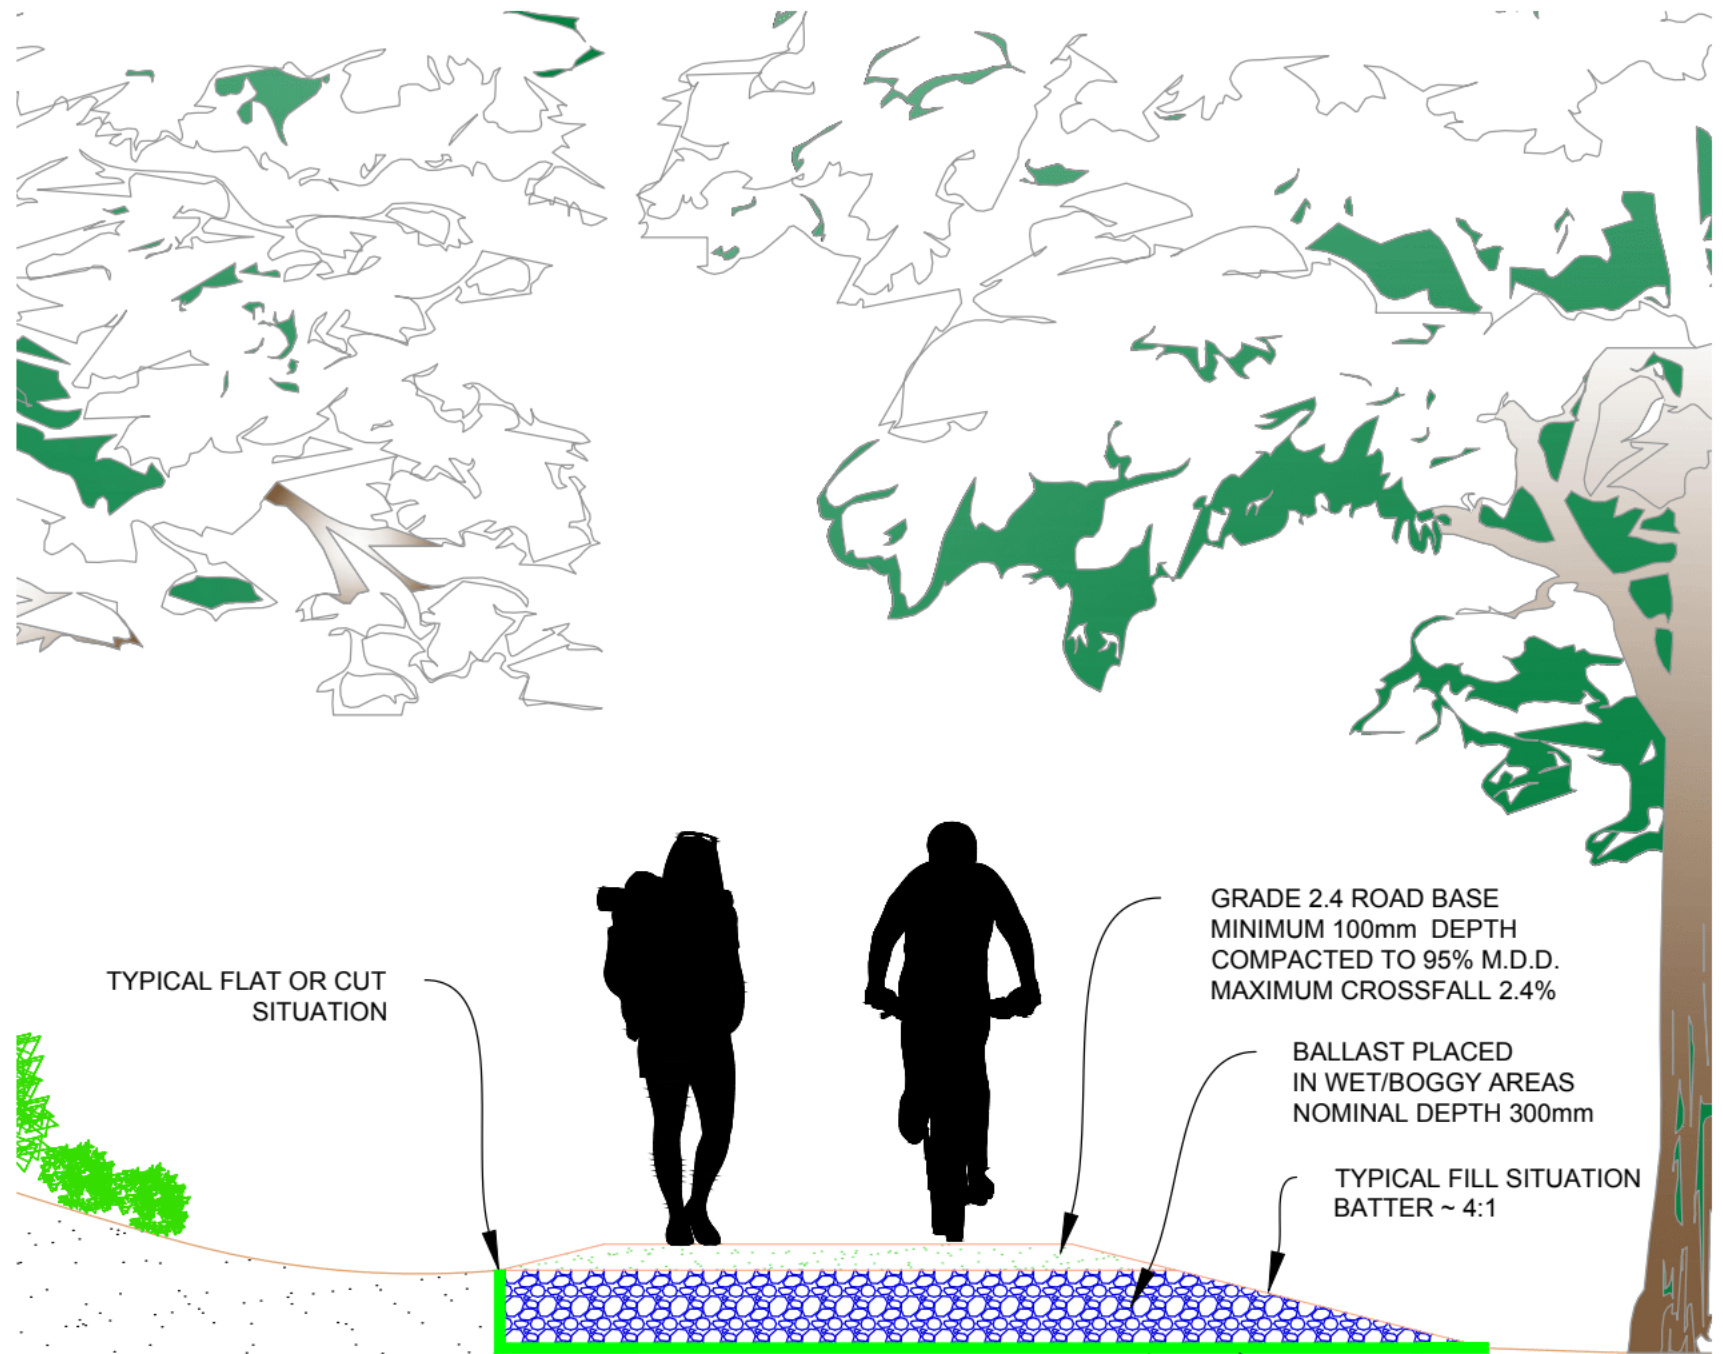 TYPICAL FLAT OR CUT
SITUATION
GRADE 2.4 ROAD BASE
MINIMUM 100mm DEPTH
COMPACTED TO 95% M.D.D.
MAXIMUM CROSSFALL 2.4%
BALLAST PLACED
IN WET/BOGGY AREAS
NOMINAL DEPTH 300mm
TYPICAL FILL SITUATION
BATTER ~ 4:1